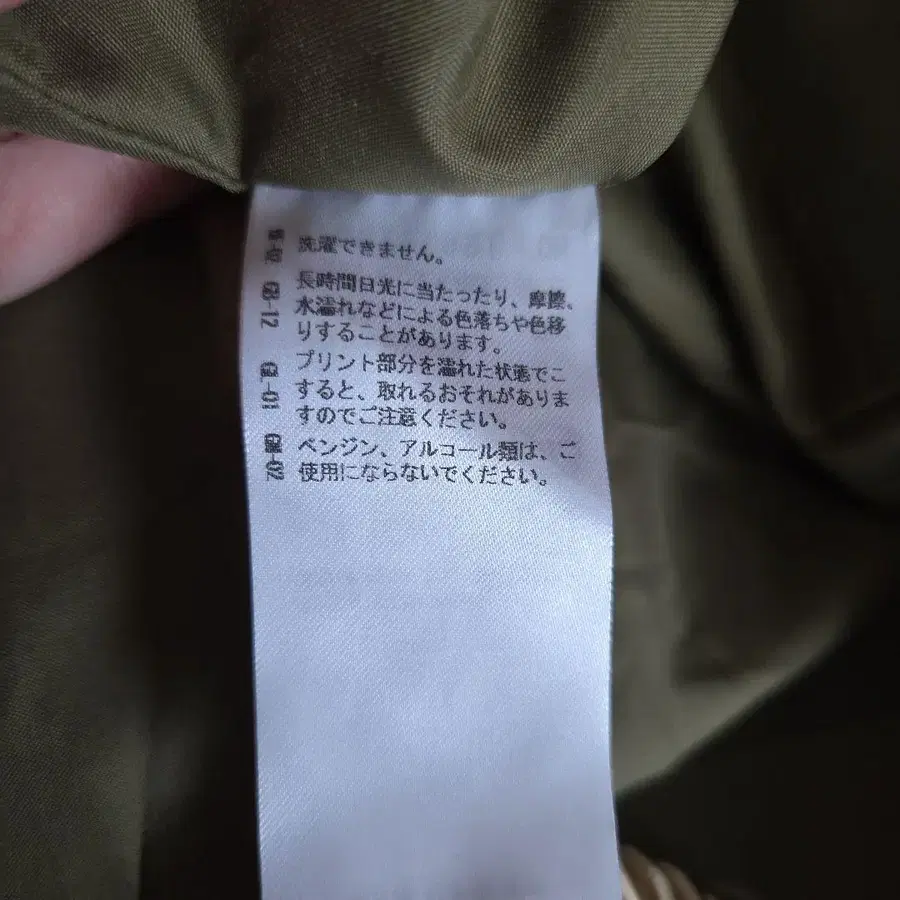 洗濯できません。
長時間日光に当たったり、摩擦、
水濡れなどによる色落ちや色移
りすることがあります。
プリント部分を濡れた状態でこ
すると、取れるおそれがありま
すのでご注意ください。
ベンジン、アルコール類は、ご
使用にならないでください。